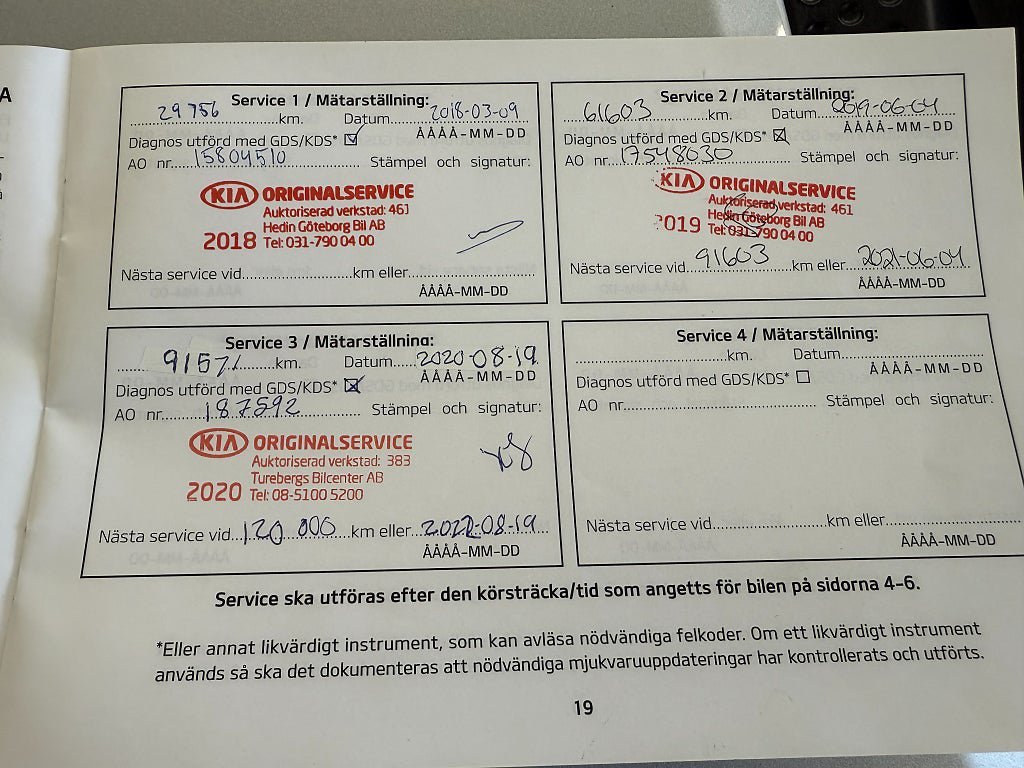 A
Service 1 / Mätarställning:
29756 km. Datum 2018-03-09
ÅÅÅÅ-MM-DD
Diagnos utförd med GDS/KDS*
AO nr. 15804510 Stämpel och signatur:
KIA ORIGINALSERVICE
Auktoriserad verkstad: 461
Hedin Göteborg Bil AB
2018 Tel: 031-790 04 00
Nästa service vid km eller
ÅÅÅÅ-MM-DD
Service 2 / Mätarställning:
61603 km. Datum 2019-06-04
ÅÅÅÅ-MM-DD
Diagnos utförd med GDS/KDS*
AO nr. 17548030 Stämpel och signatur:
KIA ORIGINALSERVICE
Auktoriserad verkstad: 461
Hedin Göteborg Bil AB
2019 Tel: 031-790 04 00
Nästa service vid 91603 km eller 2021-06-04
ÅÅÅÅ-MM-DD
Service 3 / Mätarställning:
91571 km. Datum 2020-08-19
ÅÅÅÅ-MM-DD
Diagnos utförd med GDS/KDS*
AO nr. 187592 Stämpel och signatur:
KIA ORIGINALSERVICE
Auktoriserad verkstad: 383
Turebergs Bilcenter AB
2020 Tel: 08-5100 5200
Nästa service vid 120 000 km eller 2022-08-19
ÅÅÅÅ-MM-DD
Service 4 / Mätarställning:
km. Datum
ÅÅÅÅ-MM-DD
Diagnos utförd med GDS/KDS*
AO nr. Stämpel och signatur:
Nästa service vid km eller
ÅÅÅÅ-MM-DD
Service ska utföras efter den körsträcka/tid som angetts för bilen på sidorna 4–6.
*Eller annat likvärdigt instrument, som kan avläsa nödvändiga felkoder. Om ett likvärdigt instrument
används så ska det dokumenteras att nödvändiga mjukvaruuppdateringar har kontrollerats och utförts.
19